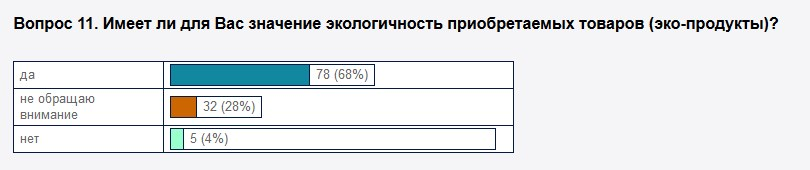 Вопрос 11. Имеет ли для Вас значение экологичность приобретаемых товаров (эко-продукты)?
да
78 (68%)
не обращаю
внимание
32 (28%)
нет
5 (4%)